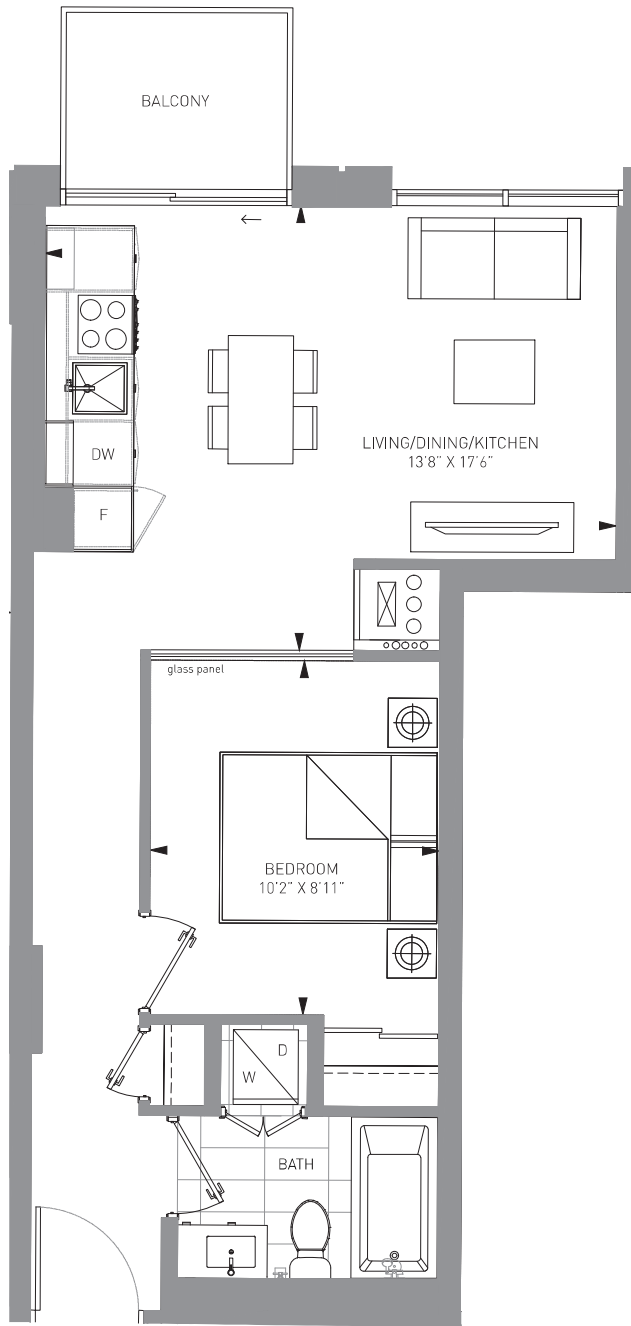 BALCONY
LIVING/DINING/KITCHEN
13'8" X 17'6"
DW
F
glass panel
BEDROOM
10'2" X 8'11"
D
W
BATH